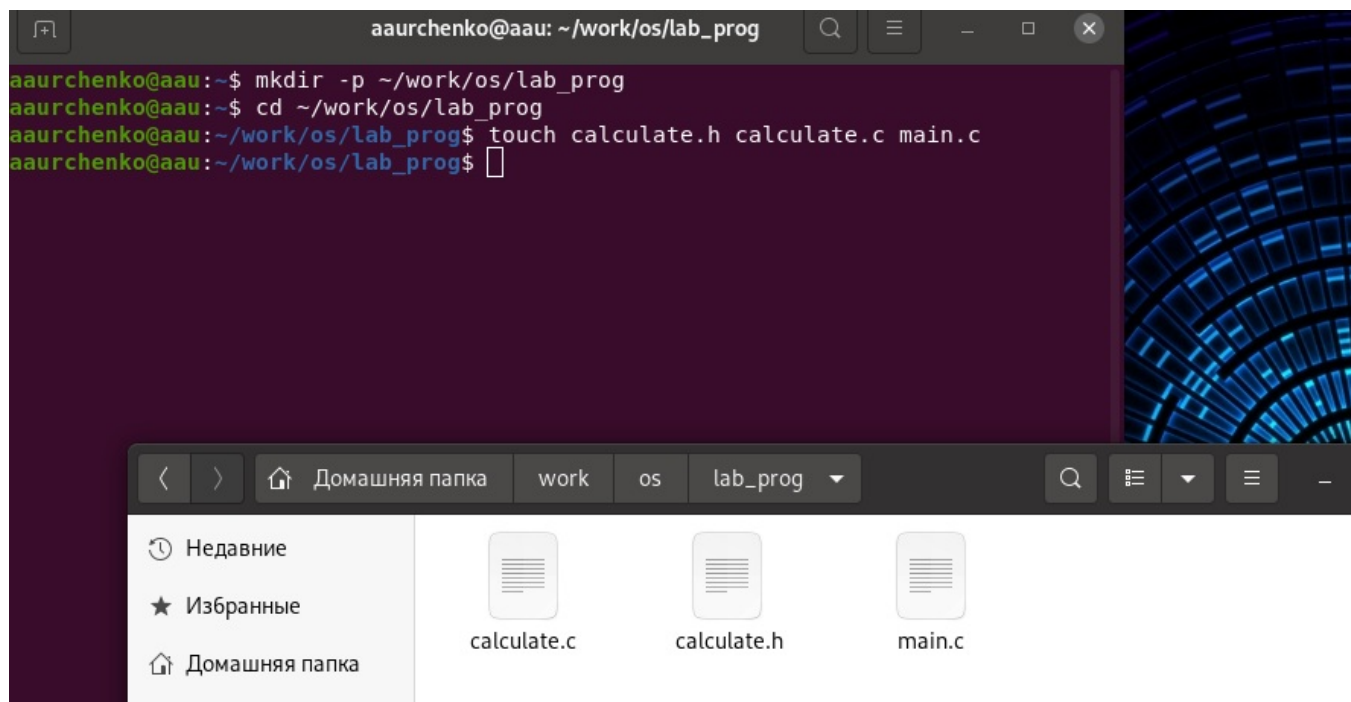 aaurchenko@aau: ~/work/os/lab_prog
aaurchenko@aau:~$ mkdir -p ~/work/os/lab_prog
aaurchenko@aau:~$ cd ~/work/os/lab_prog
aaurchenko@aau:~/work/os/lab_prog$ touch calculate.h calculate.c main.c
aaurchenko@aau:~/work/os/lab_prog$
Домашняя папка work os lab_prog
Недавние
Избранные
Домашняя папка
calculate.c calculate.h main.c